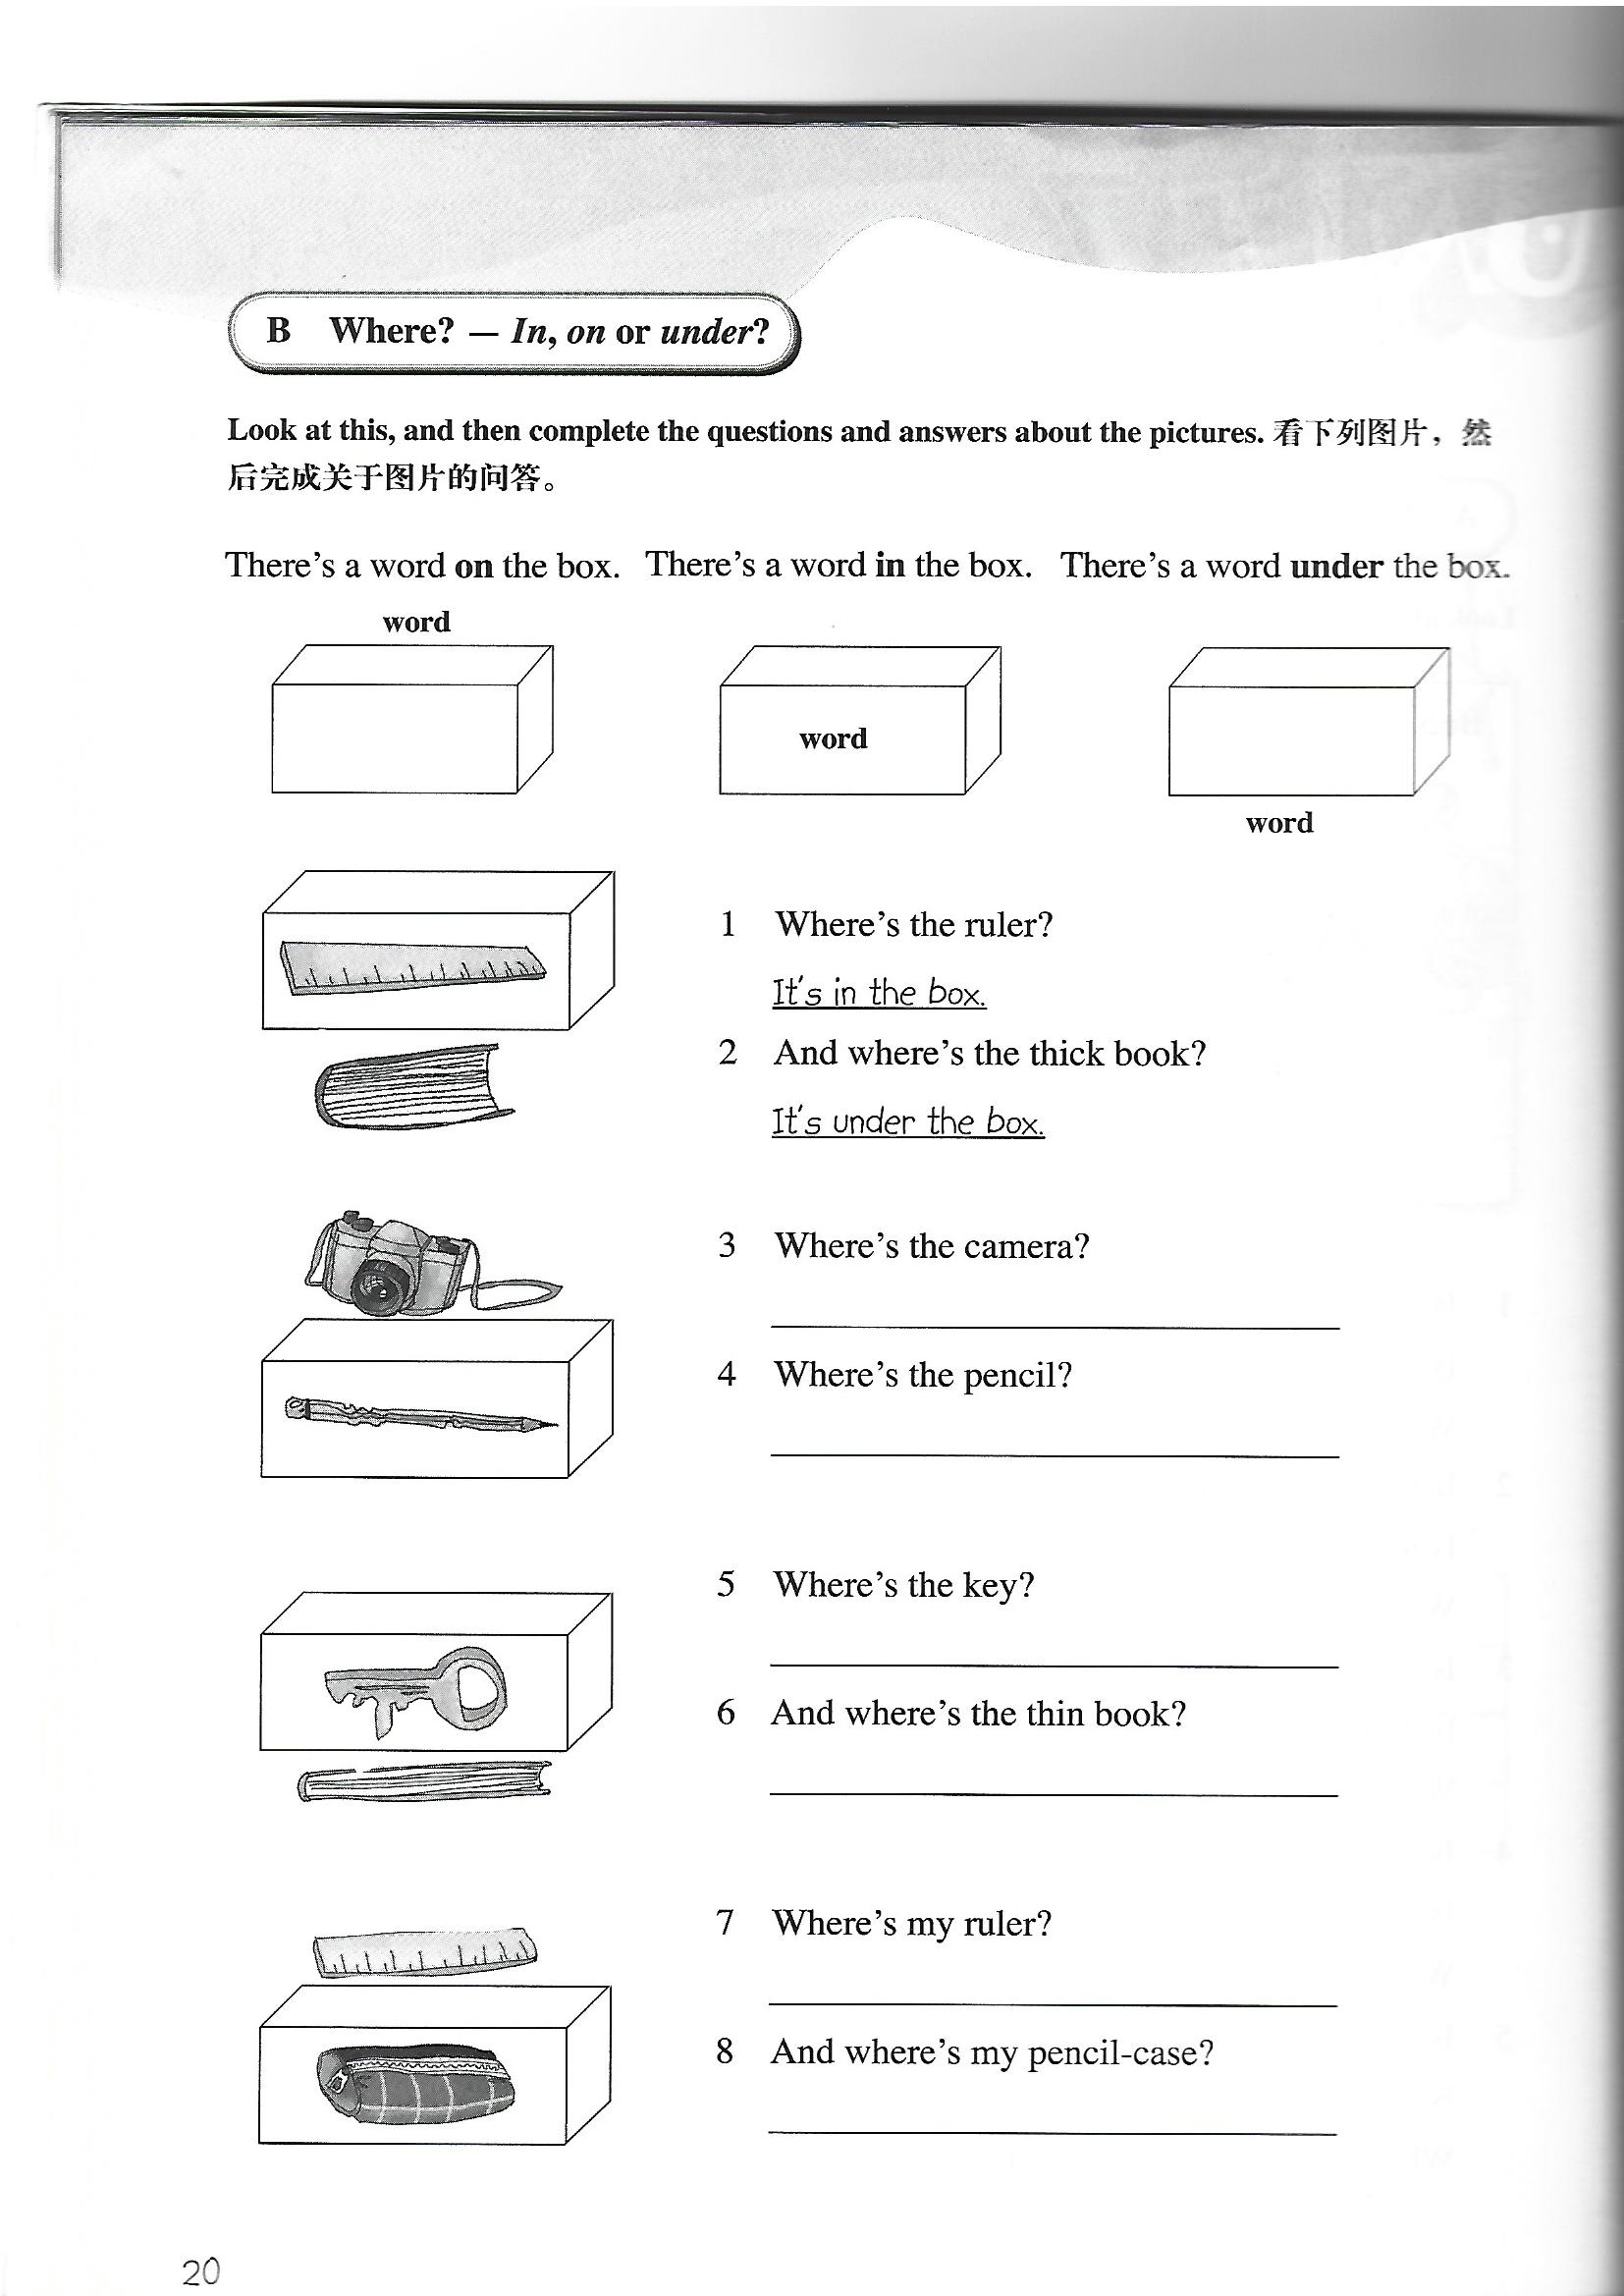 B Where? — In, on or under?
Look at this, and then complete the questions and answers about the pictures. 看下列图片，然
后完成关于图片的问答。
There's a word on the box. There's a word in the box. There's a word under the box.
word
word
word
1 Where's the ruler?
It's in the box.
2 And where's the thick book?
It's under the box.
3 Where's the camera?
4 Where's the pencil?
5 Where's the key?
6 And where's the thin book?
7 Where's my ruler?
8 And where's my pencil-case?
20